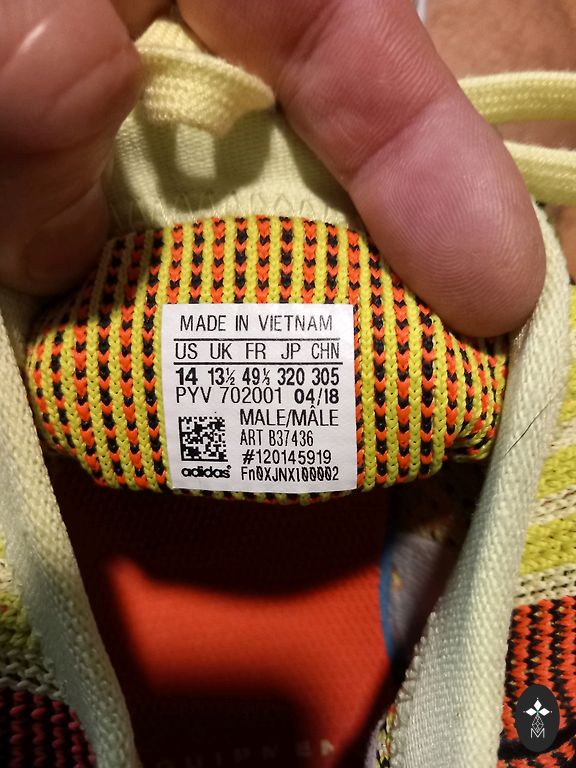 MADE IN VIETNAM
US UK FR JP CHN
14 13½ 49⅓ 320 305
PYV 702001 04/18
MALE/MÂLE
ART B37436
#120145919
adidas® Fn0XJNXI00002